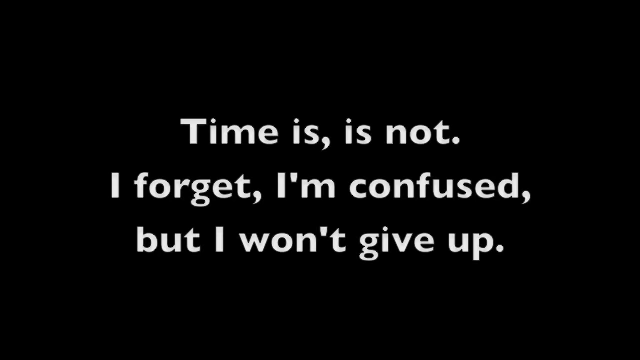 Time is, is not.
I forget, I'm confused,
but I won't give up.